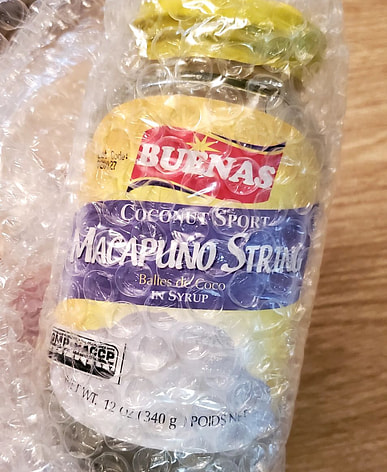 BUENAS
COCONUT SPORT
MACAPUNO STRING
Balles de Coco
IN SYRUP
NET WT. 12 OZ (340 g.) POIDS NET